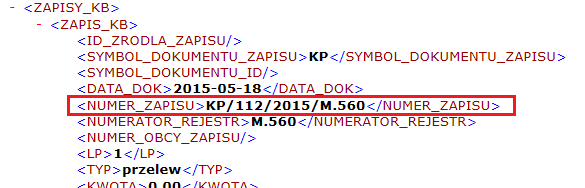 - <ZAPISY_KB>
- <ZAPIS_KB>
<ID_ZRODLA_ZAPISU/>
<SYMBOL_DOKUMENTU_ZAPISU>KP</SYMBOL_DOKUMENTU_ZAPISU>
<SYMBOL_DOKUMENTU_ID/>
<DATA_DOK>2015-05-18</DATA_DOK>
<NUMER_ZAPISU>KP/112/2015/M.560</NUMER_ZAPISU>
<NUMERATOR_REJESTR>M.560</NUMERATOR_REJESTR>
<NUMER_OBCY_ZAPISU/>
<LP>1</LP>
<TYP>przelew</TYP>
<KWOTA>0.00</KWOTA>